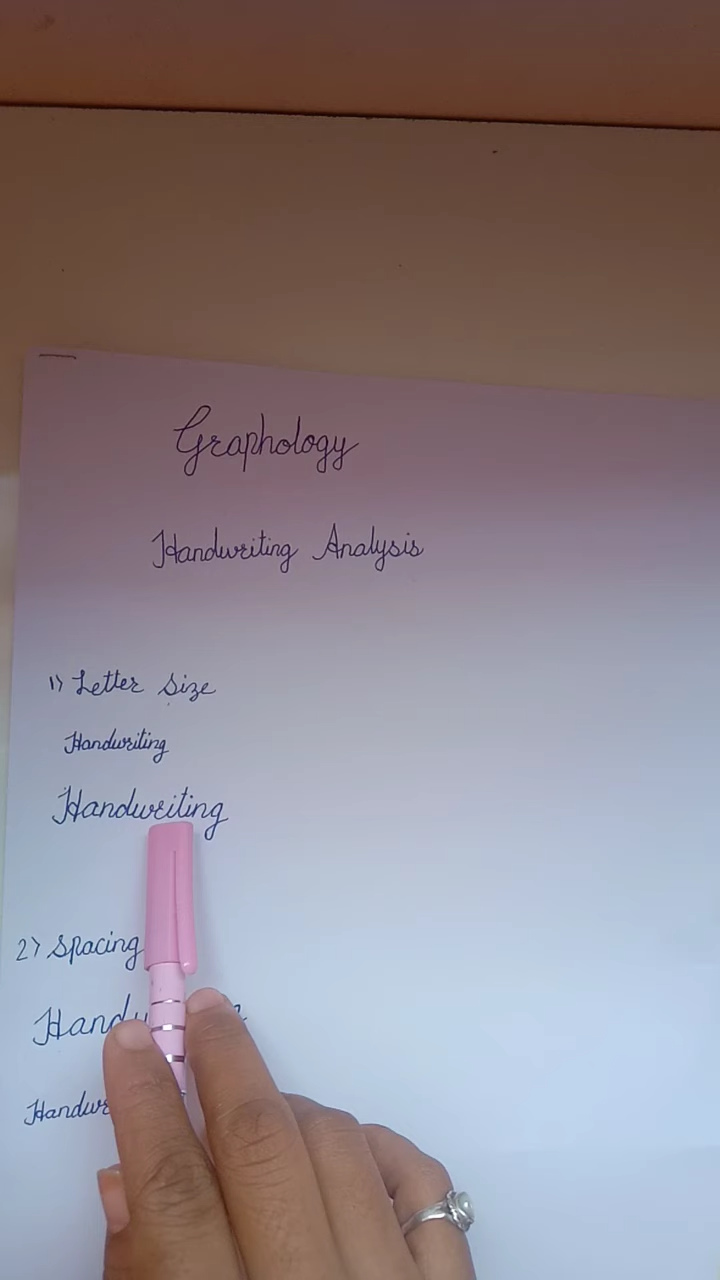 Graphology
Handwriting Analysis
1) Letter Size
Handwriting
Handwriting
2) Spacing